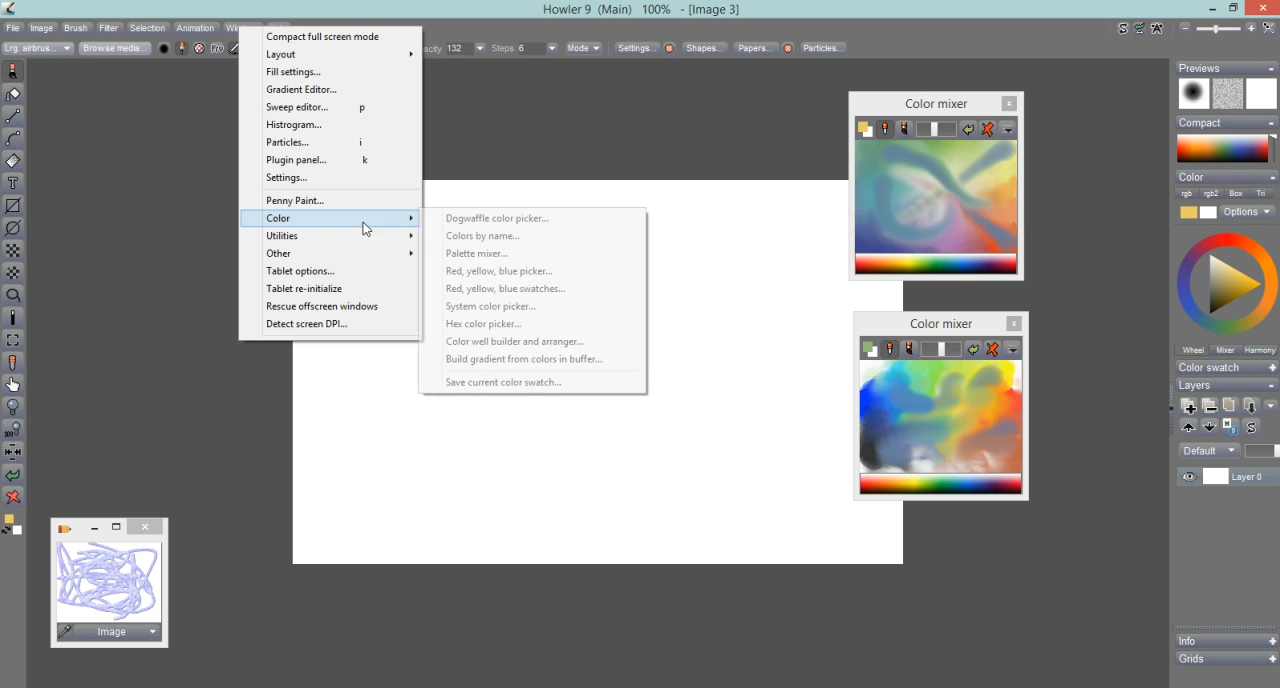 Howler 9 (Main) 100% - [Image 3]
File Image Brush Filter Selection Animation
Lrg. airbrus... Browse media... Pro 132 Steps 6 Mode Settings... Shapes... Papers... Particles...
Compact full screen mode
Layout
Fill settings...
Gradient Editor...
Sweep editor... p
Histrogram...
Particles... i
Plugin panel... k
Settings...
Penny Paint...
Color
Utilities
Other
Tablet options...
Tablet re-initialize
Rescue offscreen windows
Detect screen DPI...
Dogwaffle color picker...
Colors by name...
Palette mixer...
Red, yellow, blue picker...
Red, yellow, blue swatches...
System color picker...
Hex color picker...
Color well builder and arranger...
Build gradient from colors in buffer...
Save current color swatch...
Color mixer
Color mixer
Image
Previews
Compact
Color
rgb rgb2 Box Tri
Options
Wheel Mixer Harmony
Color swatch
Layers
Default
Layer 0
Info
Grids